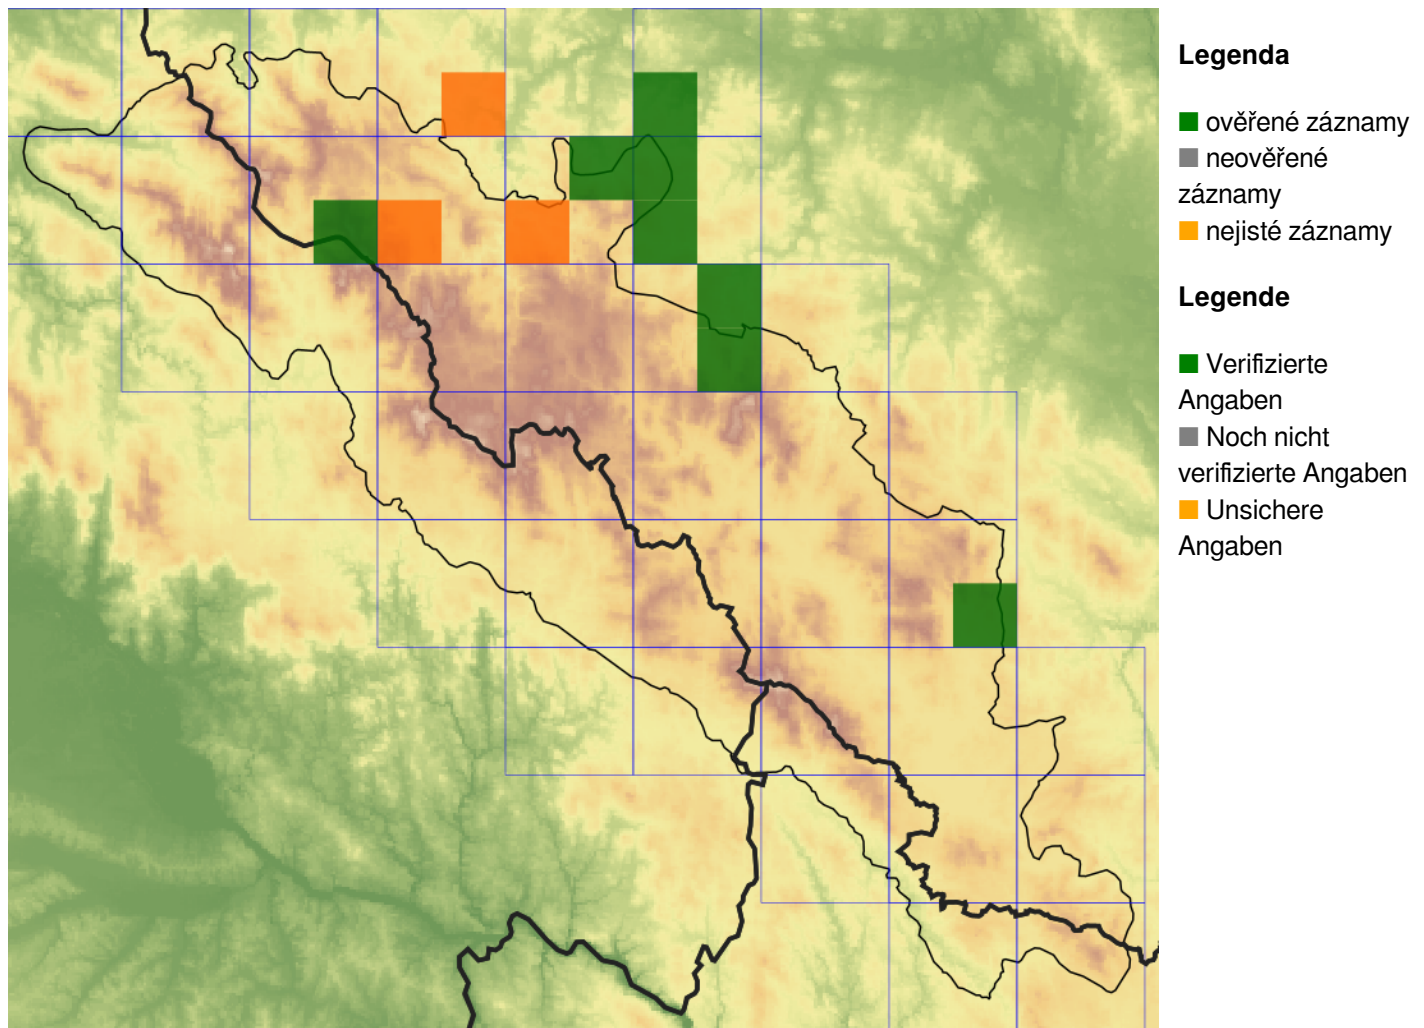 Legenda
ověřené záznamy
neověřené
záznamy
nejisté záznamy
Legende
Verifizierte
Angaben
Noch nicht
verifizierte Angaben
Unsichere
Angaben